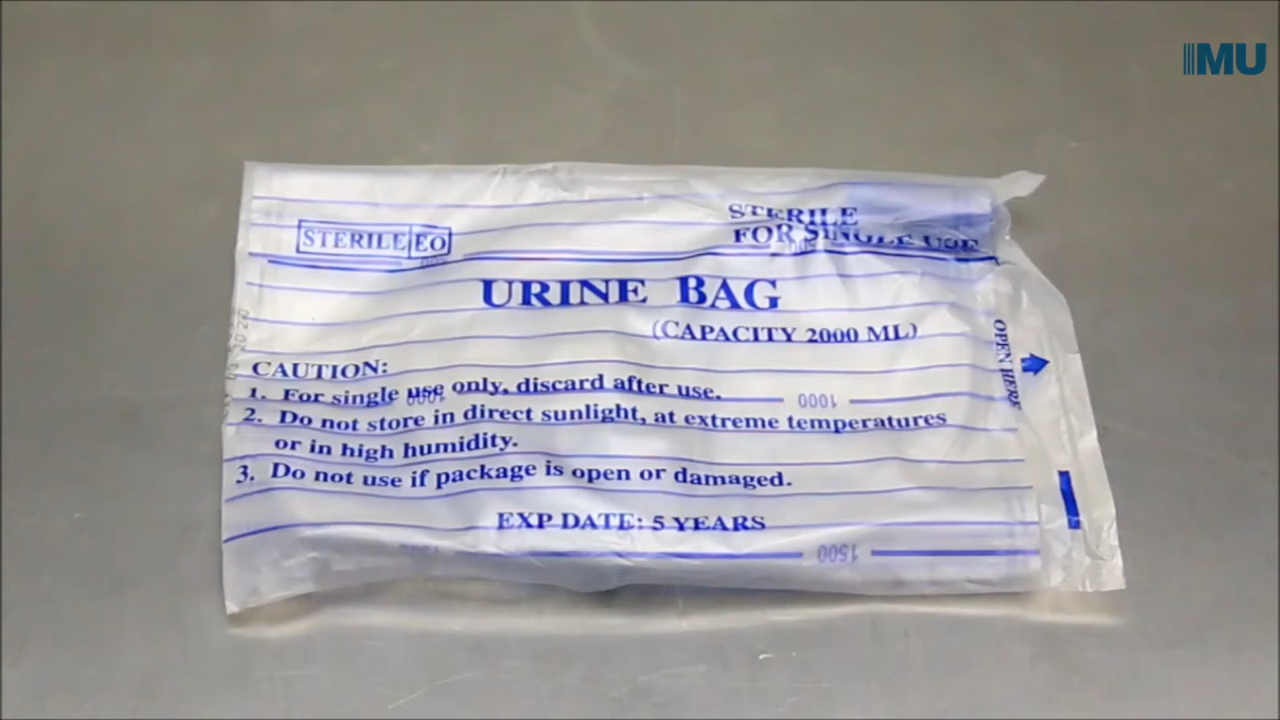 IMU
STERILE EO
STERILE
FOR SINGLE USE
URINE BAG
(CAPACITY 2000 ML)
OPEN HERE
CAUTION:
1. For single use only, discard after use.
1000
2. Do not store in direct sunlight, at extreme temperatures
or in high humidity.
3. Do not use if package is open or damaged.
EXP DATE: 5 YEARS
1500